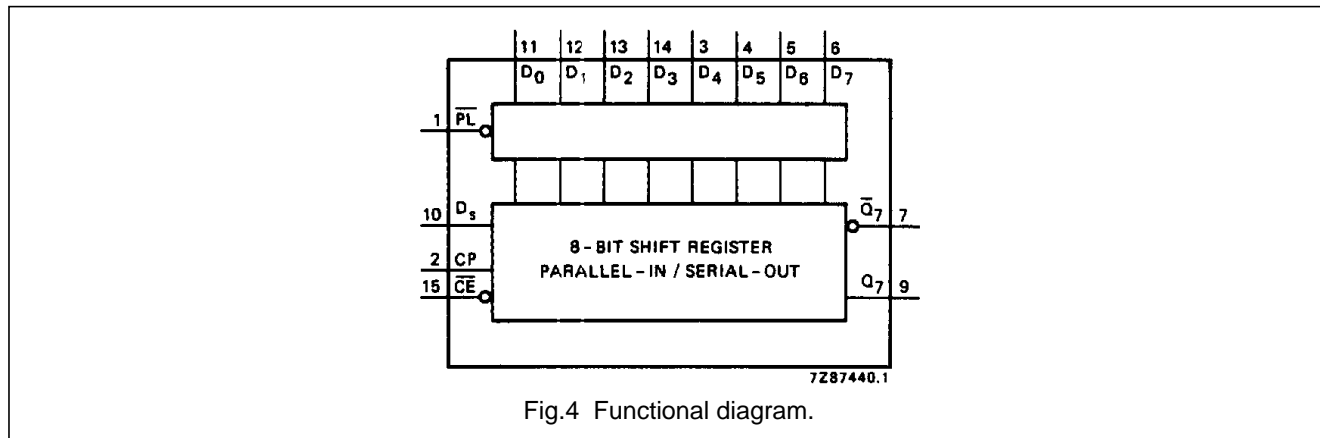 11 12 13 14 3 4 5 6
D0 D1 D2 D3 D4 D5 D6 D7
1 P̅L̅
10 Ds
Q̅7 7
8-BIT SHIFT REGISTER
2 CP
PARALLEL-IN / SERIAL-OUT
15 C̅E̅
Q7 9
7Z87440.1
Fig.4 Functional diagram.